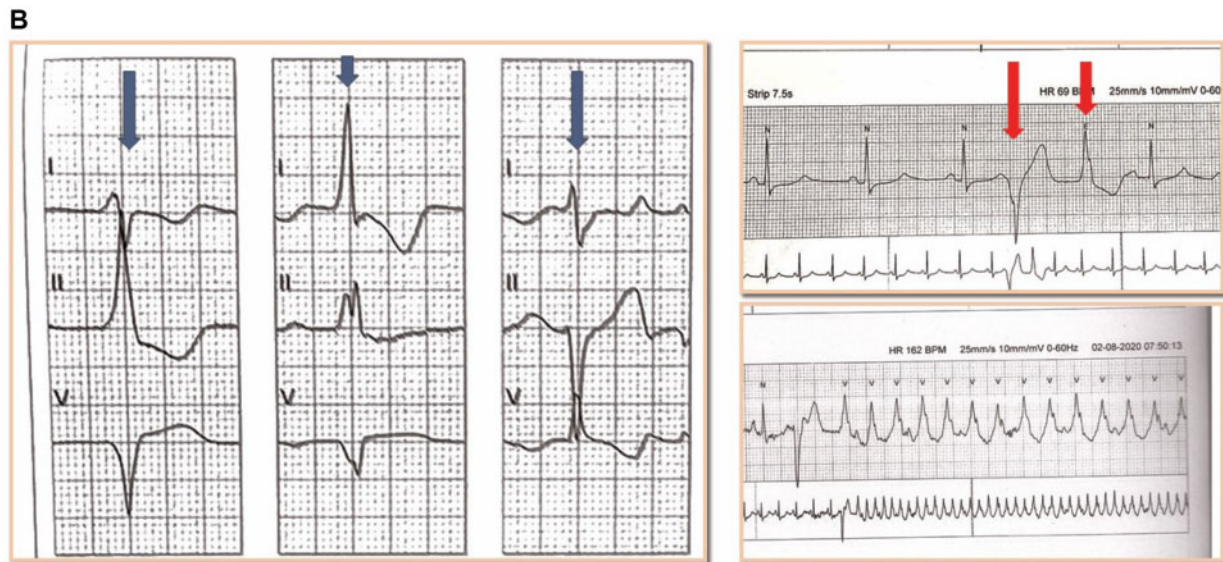 B
I
II
V
I
II
V
I
II
V
Strip 7.5s HR 69 BPM 25mm/s 10mm/mV 0-60
N N N N
HR 162 BPM 25mm/s 10mm/mV 0-60Hz 02-08-2020 07:50:13
N V V V V V V V V V V V V V V